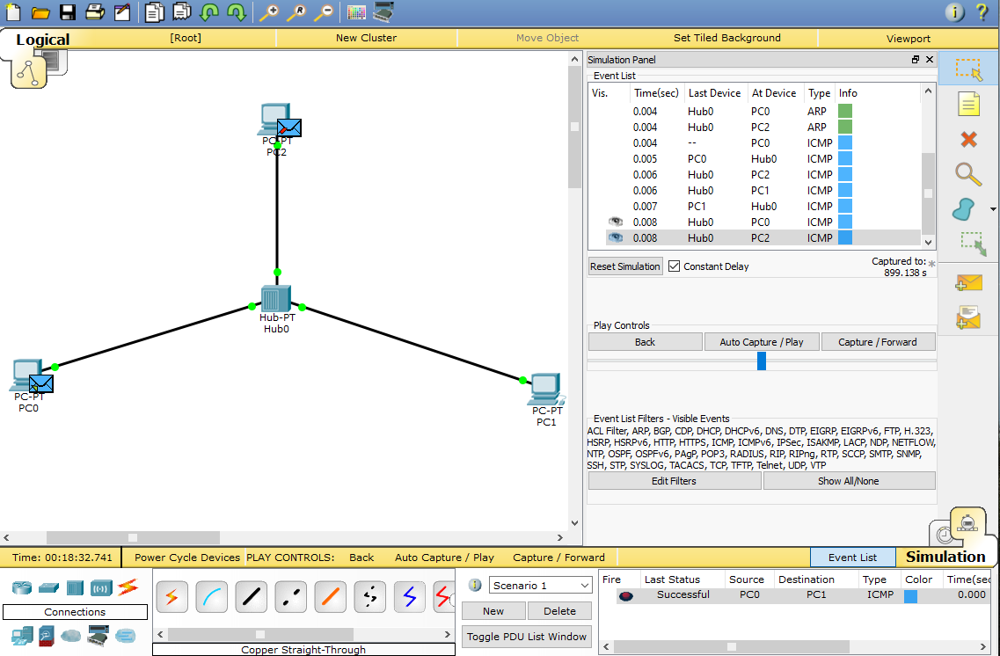 Logical
[Root]
New Cluster
Move Object
Set Tiled Background
Viewport
PC-PT
PC2
Hub-PT
Hub0
PC-PT
PC0
PC-PT
PC1
Simulation Panel
Event List
Vis. Time(sec) Last Device At Device Type Info
0.004 Hub0 PC0 ARP
0.004 Hub0 PC2 ARP
0.004 -- PC0 ICMP
0.005 PC0 Hub0 ICMP
0.006 Hub0 PC2 ICMP
0.006 Hub0 PC1 ICMP
0.007 PC1 Hub0 ICMP
0.008 Hub0 PC0 ICMP
0.008 Hub0 PC2 ICMP
Reset Simulation
Constant Delay
Captured to: *
899.138 s
Play Controls
Back
Auto Capture / Play
Capture / Forward
Event List Filters - Visible Events
ACL Filter, ARP, BGP, CDP, DHCP, DHCPv6, DNS, DTP, EIGRP, EIGRPv6, FTP, H.323,
HSRP, HSRPv6, HTTP, HTTPS, ICMP, ICMPv6, IPSec, ISAKMP, LACP, NDP, NETFLOW,
NTP, OSPF, OSPFv6, PAgP, POP3, RADIUS, RIP, RIPng, RTP, SCCP, SMTP, SNMP,
SSH, STP, SYSLOG, TACACS, TCP, TFTP, Telnet, UDP, VTP
Edit Filters
Show All/None
Time: 00:18:32.741
Power Cycle Devices
PLAY CONTROLS:
Back
Auto Capture / Play
Capture / Forward
Event List
Simulation
Connections
Copper Straight-Through
Scenario 1
New
Delete
Toggle PDU List Window
Fire Last Status Source Destination Type Color Time(sec
Successful PC0 PC1 ICMP 0.000